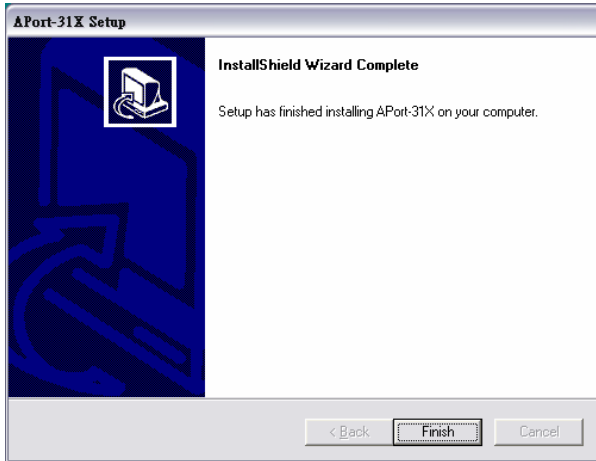 APort-31X Setup
InstallShield Wizard Complete
Setup has finished installing APort-31X on your computer.
< Back
Finish
Cancel